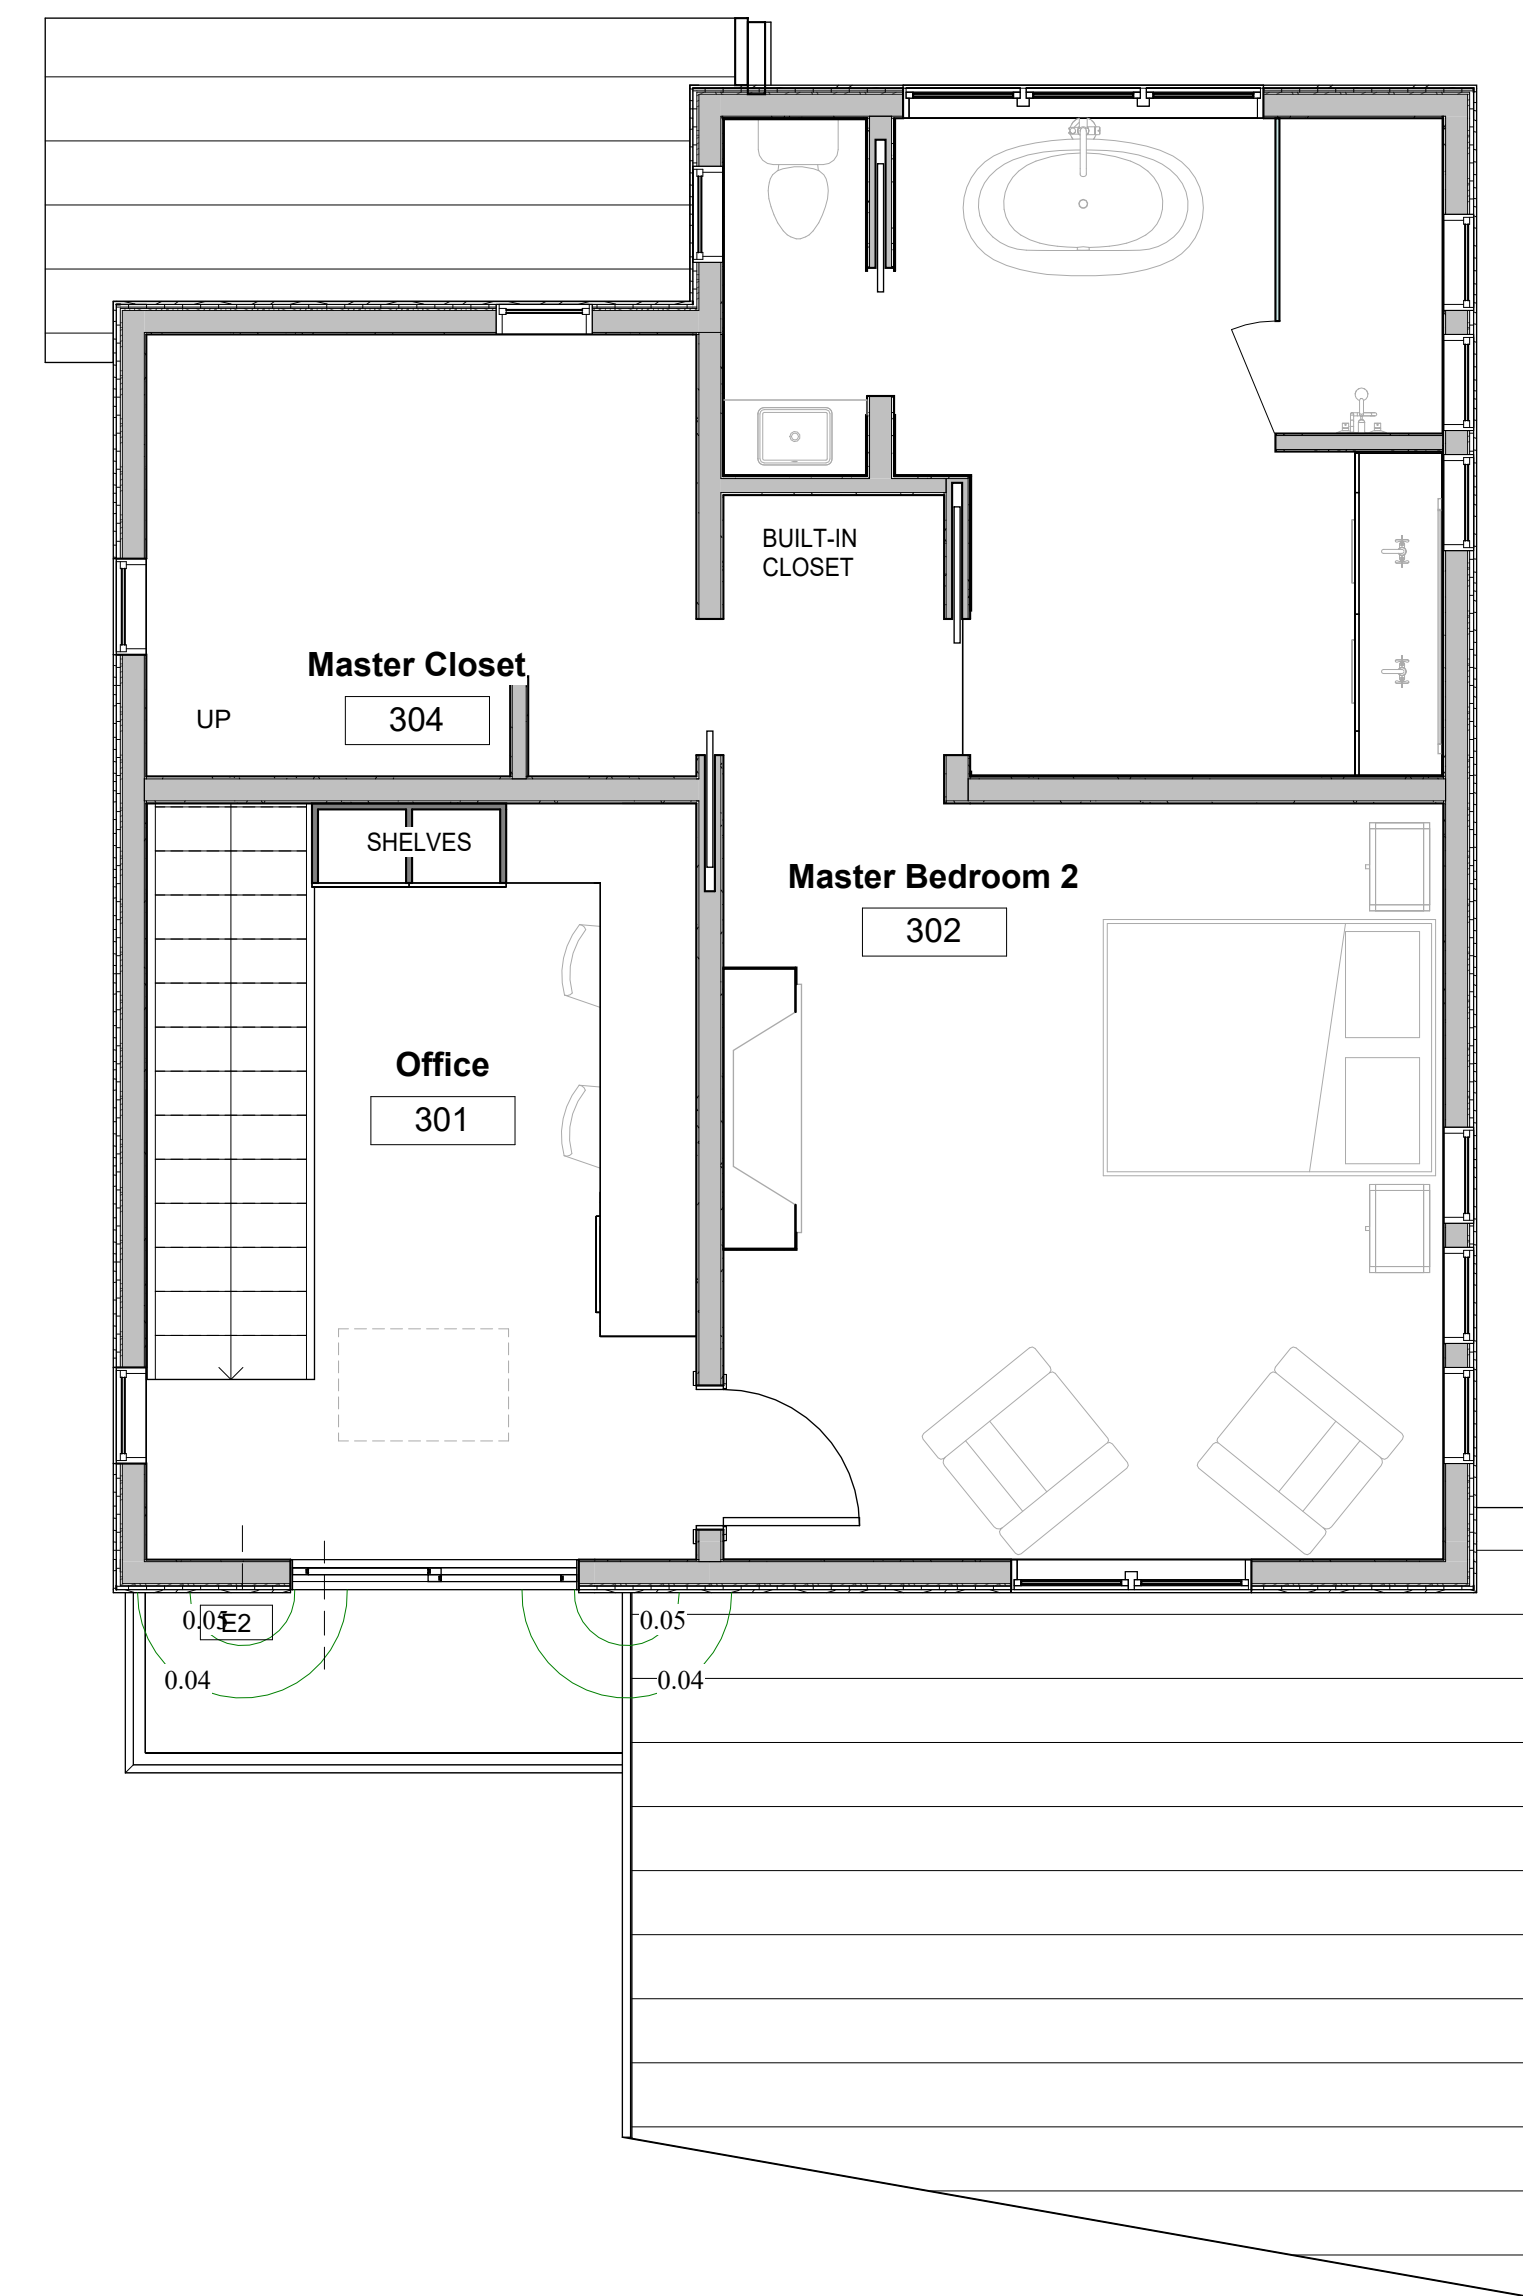 BUILT-IN
CLOSET
Master Closet
304
UP
SHELVES
Master Bedroom 2
302
Office
301
0.05
E2
0.05
0.04
0.04